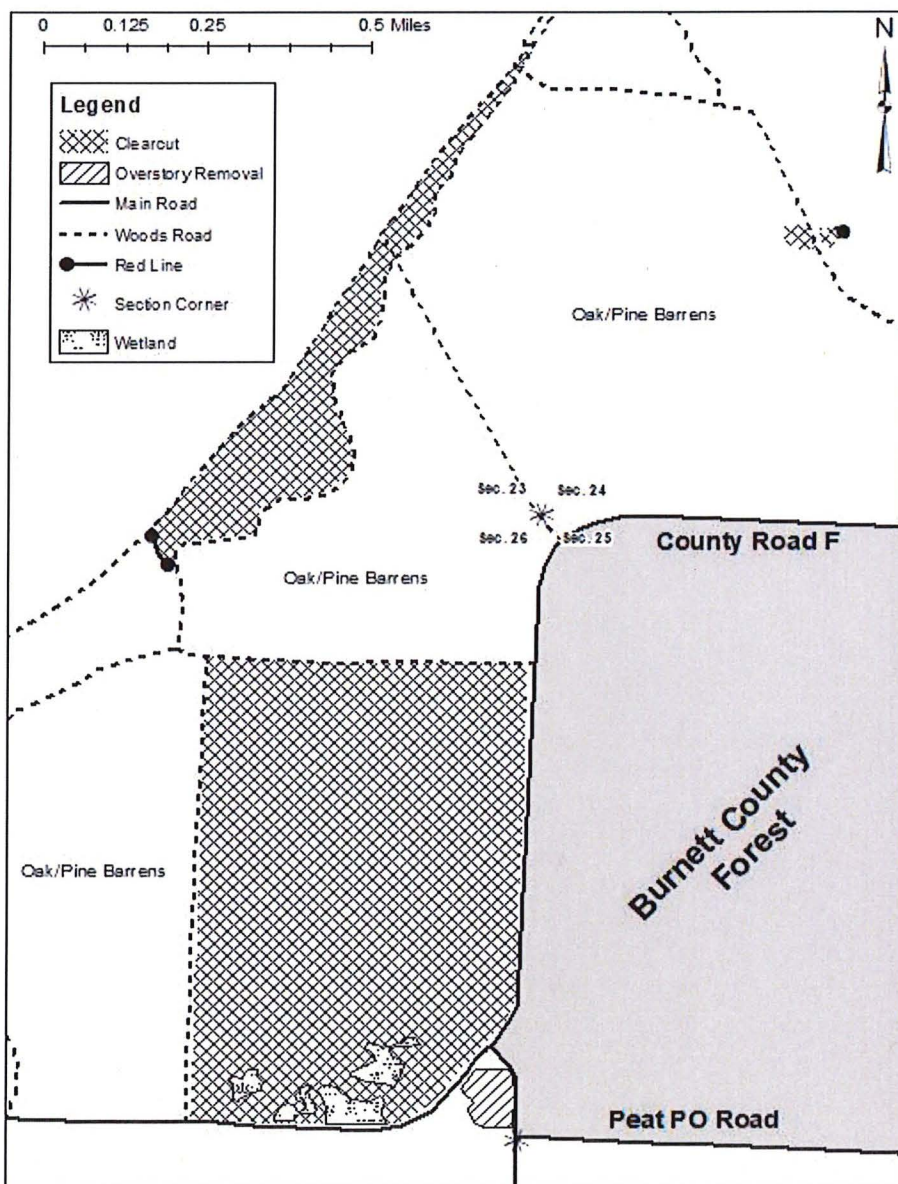 0 0.125 0.25 0.5 Miles
N
Legend
Clearcut
Overstory Removal
Main Road
Woods Road
Red Line
Section Corner
Wetland
Oak/Pine Barrens
Sec. 23 Sec. 24
Sec. 26 Sec. 25
County Road F
Oak/Pine Barrens
Oak/Pine Barrens
Burnett County
Forest
Peat PO Road